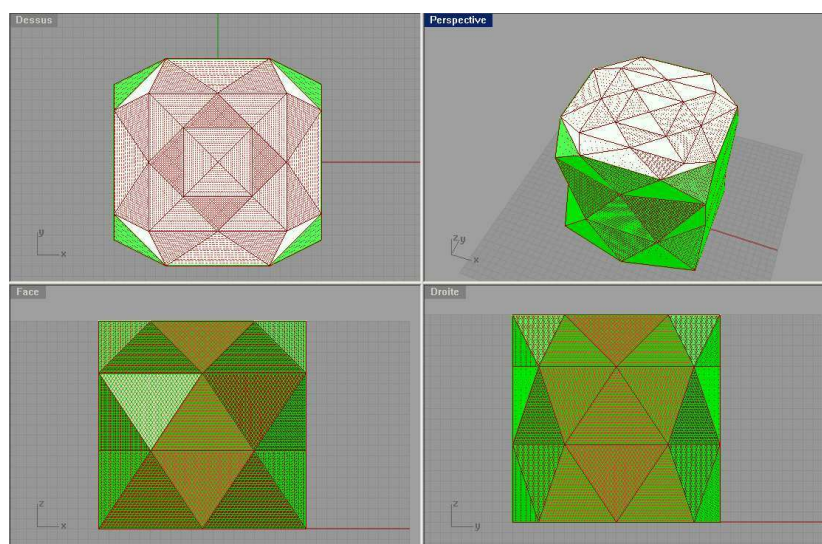 Dessus
Perspective
y
x
z y
x
Face
Droite
z
x
z
y